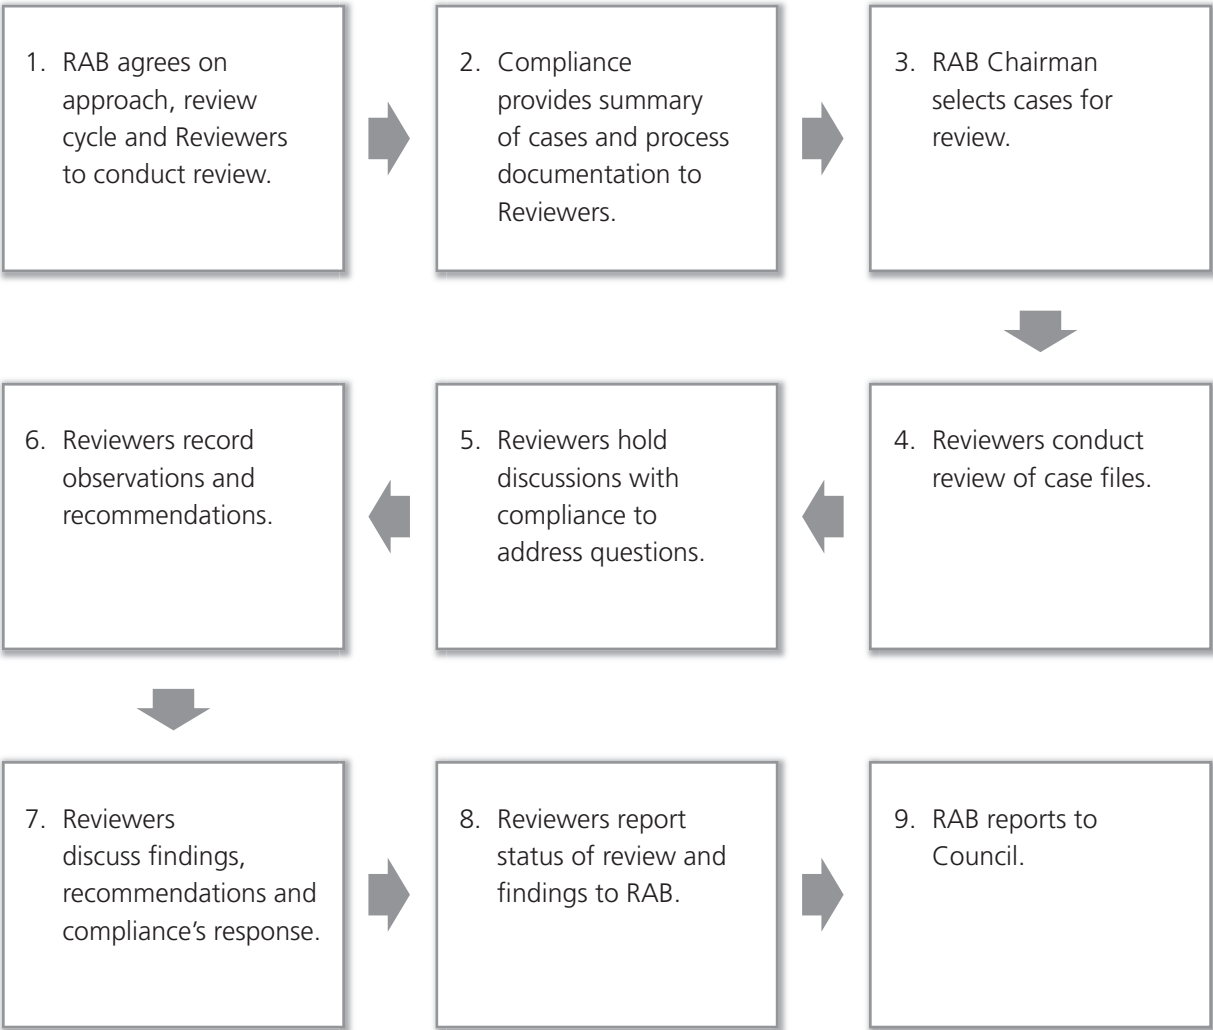 1. RAB agrees on
approach, review
cycle and Reviewers
to conduct review.
2. Compliance
provides summary
of cases and process
documentation to
Reviewers.
3. RAB Chairman
selects cases for
review.
4. Reviewers conduct
review of case files.
5. Reviewers hold
discussions with
compliance to
address questions.
6. Reviewers record
observations and
recommendations.
7. Reviewers
discuss findings,
recommendations and
compliance’s response.
8. Reviewers report
status of review and
findings to RAB.
9. RAB reports to
Council.